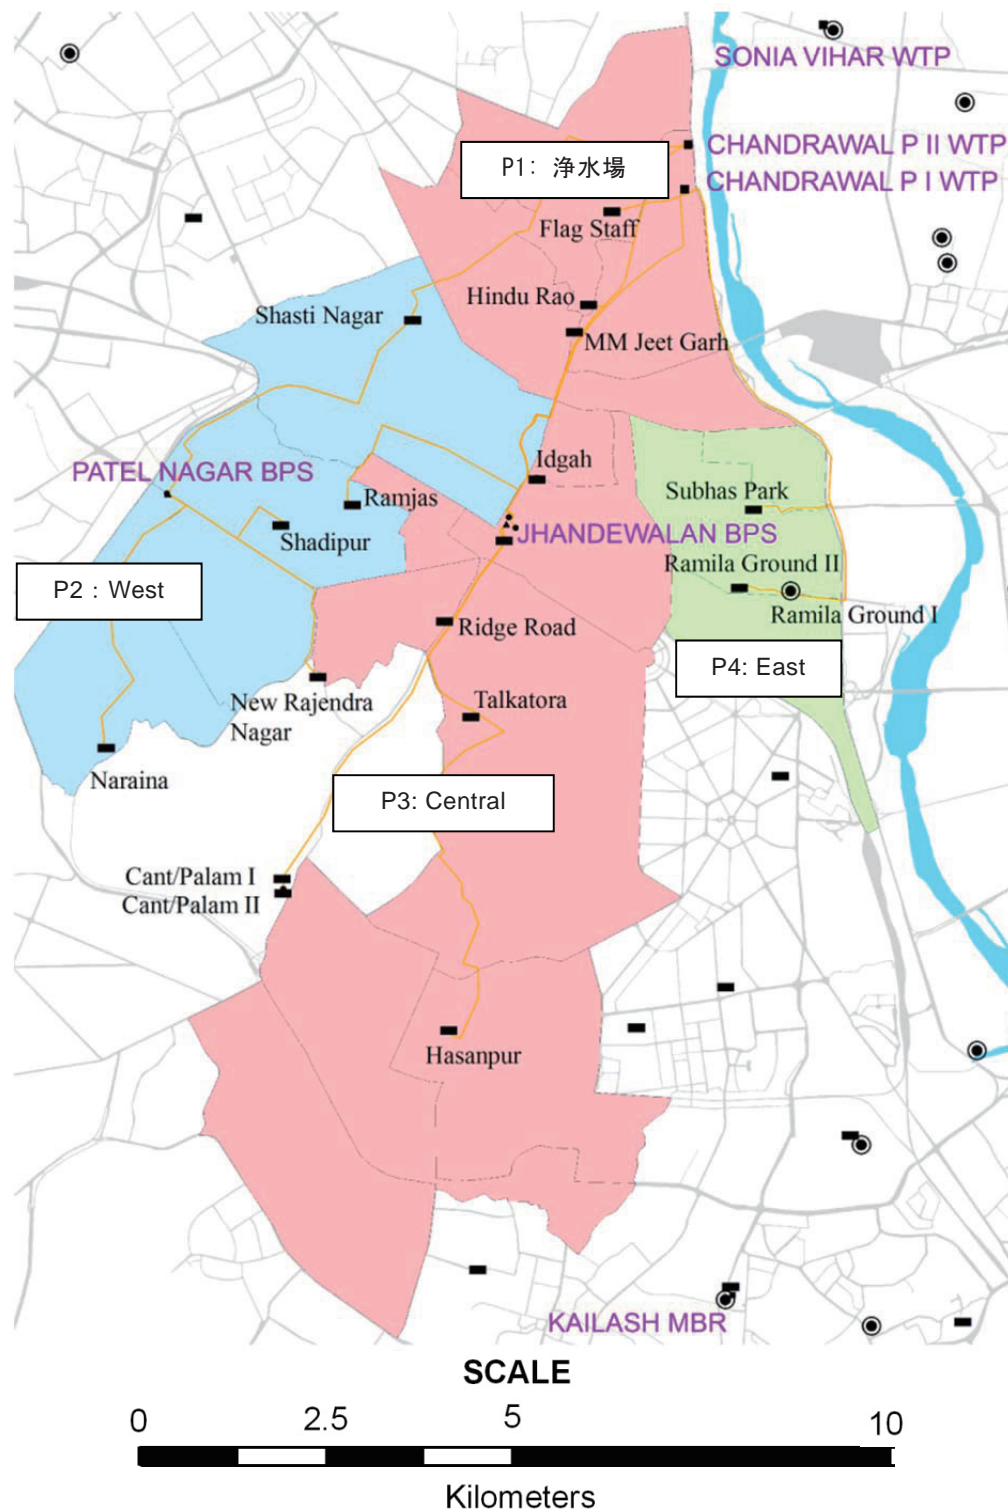 SONIA VIHAR WTP
CHANDRAWAL P II WTP
P1: 浄水場
CHANDRAWAL P I WTP
Flag Staff
Hindu Rao
Shasti Nagar
MM Jeet Garh
Idgah
PATEL NAGAR BPS
Ramjas
Subhas Park
Shadipur
JHANDEWALAN BPS
Ramila Ground II
P2 : West
Ramila Ground I
Ridge Road
P4: East
New Rajendra
Nagar
Talkatora
Naraina
P3: Central
Cant/Palam I
Cant/Palam II
Hasanpur
KAILASH MBR
SCALE
0 2.5 5 10
Kilometers